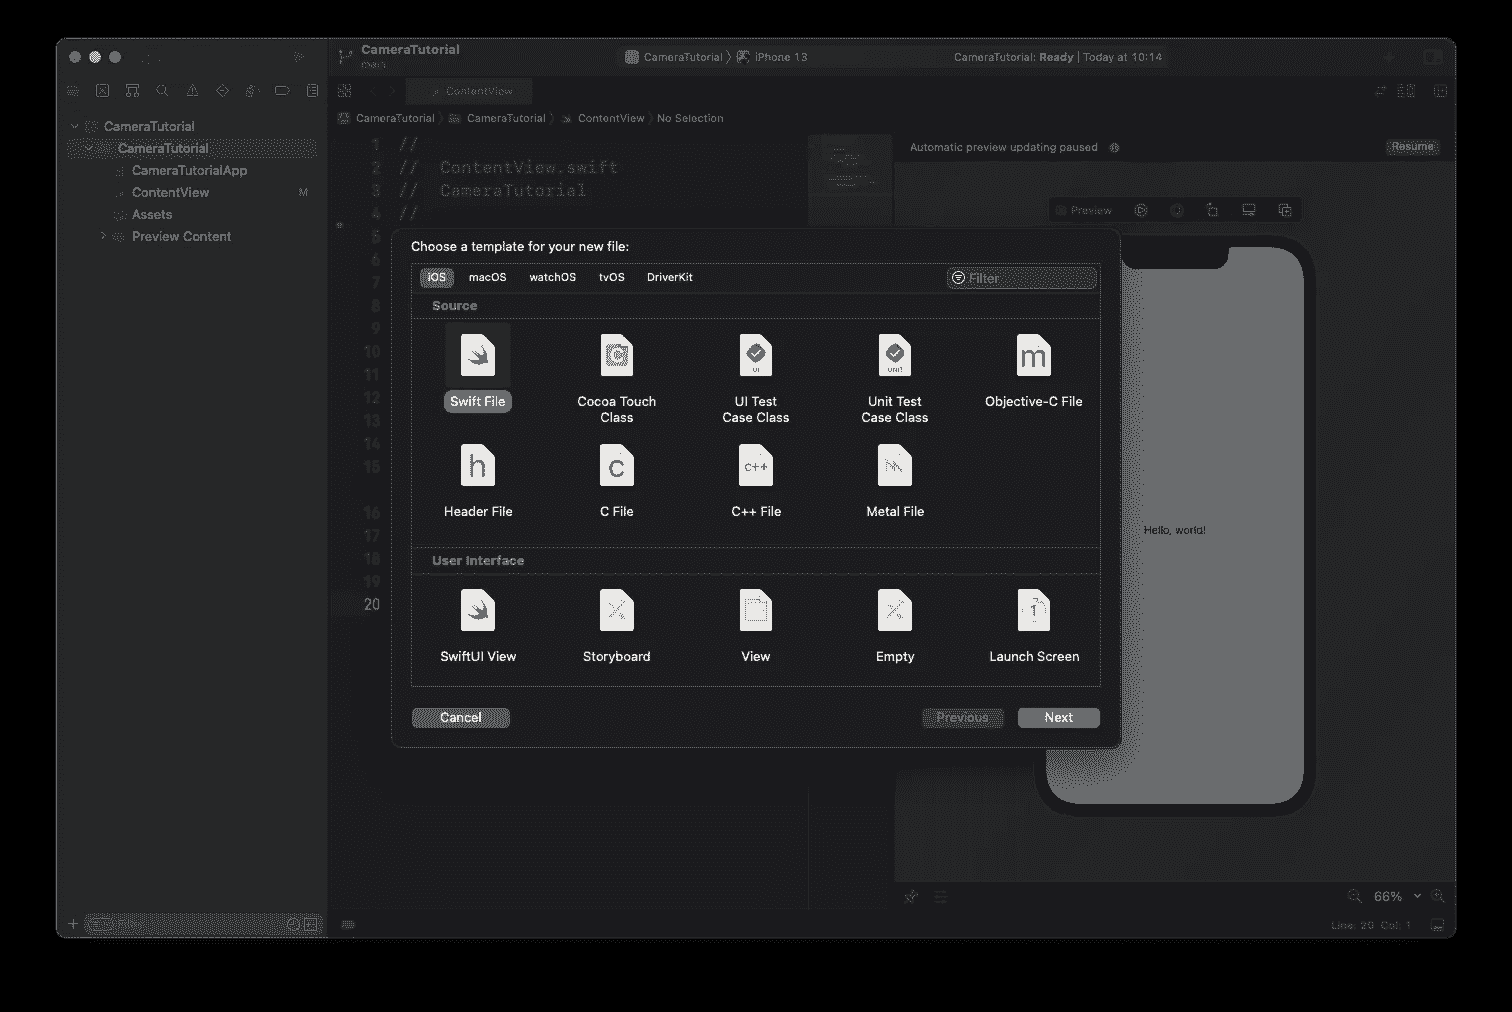 CameraTutorial
CameraTutorial
iPhone 13
CameraTutorial: Ready | Today at 10:14
ContentView
CameraTutorial
CameraTutorial
ContentView
No Selection
CameraTutorial
CameraTutorial
CameraTutorialApp
ContentView
M
Assets
Preview Content
1 //
2 // ContentView.swift
3 // CameraTutorial
4 //
5
6
7
8
9
10
11
12
13
14
15
16
17
18
19
20
Automatic preview updating paused
Resume
Preview
Choose a template for your new file:
iOS
macOS
watchOS
tvOS
DriverKit
Filter
Source
Swift File
Cocoa Touch
Class
UI
UI Test
Case Class
UNIT
Unit Test
Case Class
m
Objective-C File
h
Header File
c
C File
C++
C++ File
Metal File
User Interface
SwiftUI View
Storyboard
View
Empty
1
Launch Screen
Cancel
Previous
Next
Hello, world!
66%
Line: 20 Col: 1